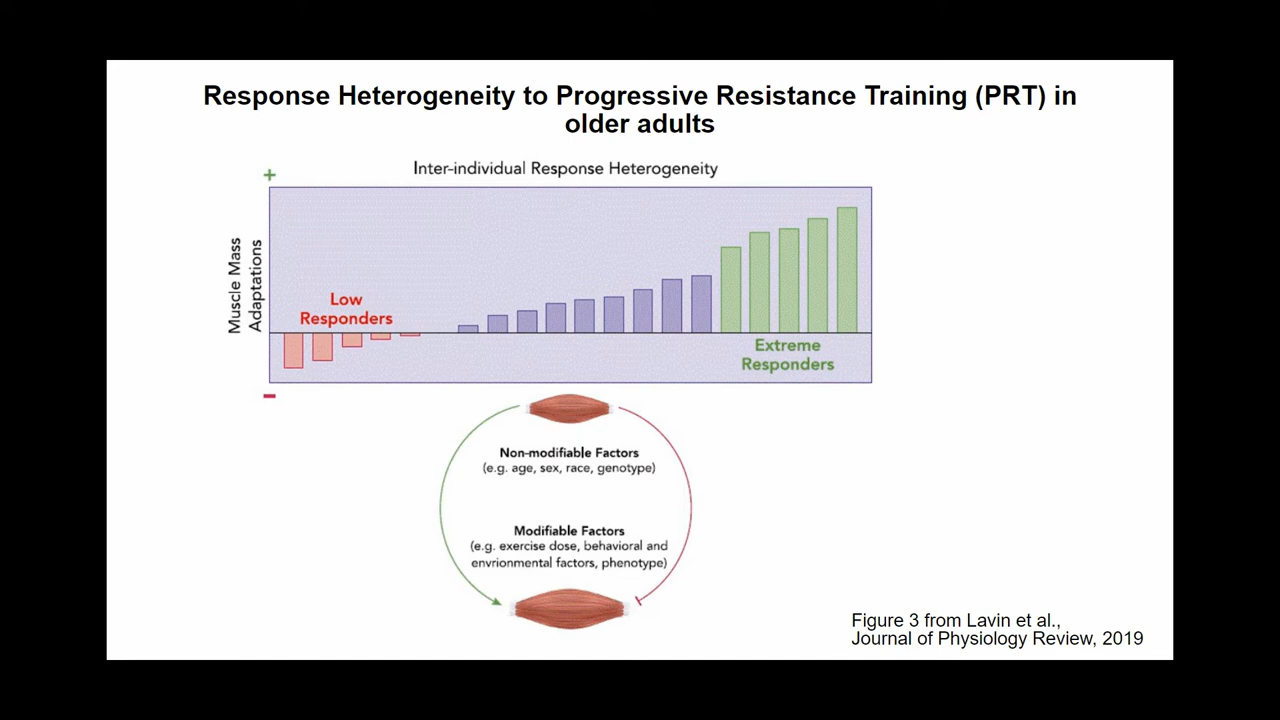 Response Heterogeneity to Progressive Resistance Training (PRT) in
older adults
Inter-individual Response Heterogeneity
+
Muscle Mass
Adaptations
Low
Responders
Extreme
Responders
-
Non-modifiable Factors
(e.g. age, sex, race, genotype)
Modifiable Factors
(e.g. exercise dose, behavioral and
envrionmental factors, phenotype)
Figure 3 from Lavin et al.,
Journal of Physiology Review, 2019